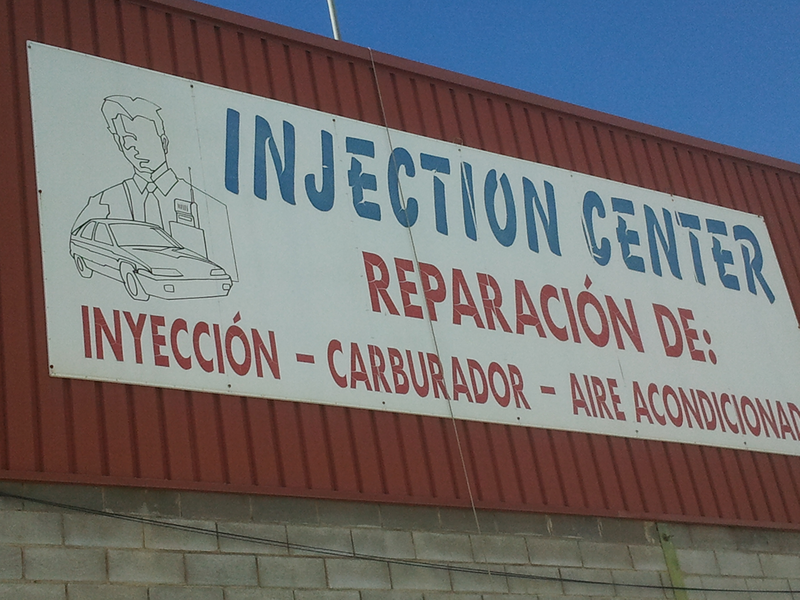 INJECTION CENTER
REPARACIÓN DE:
INYECCIÓN - CARBURADOR - AIRE ACONDICIONAD